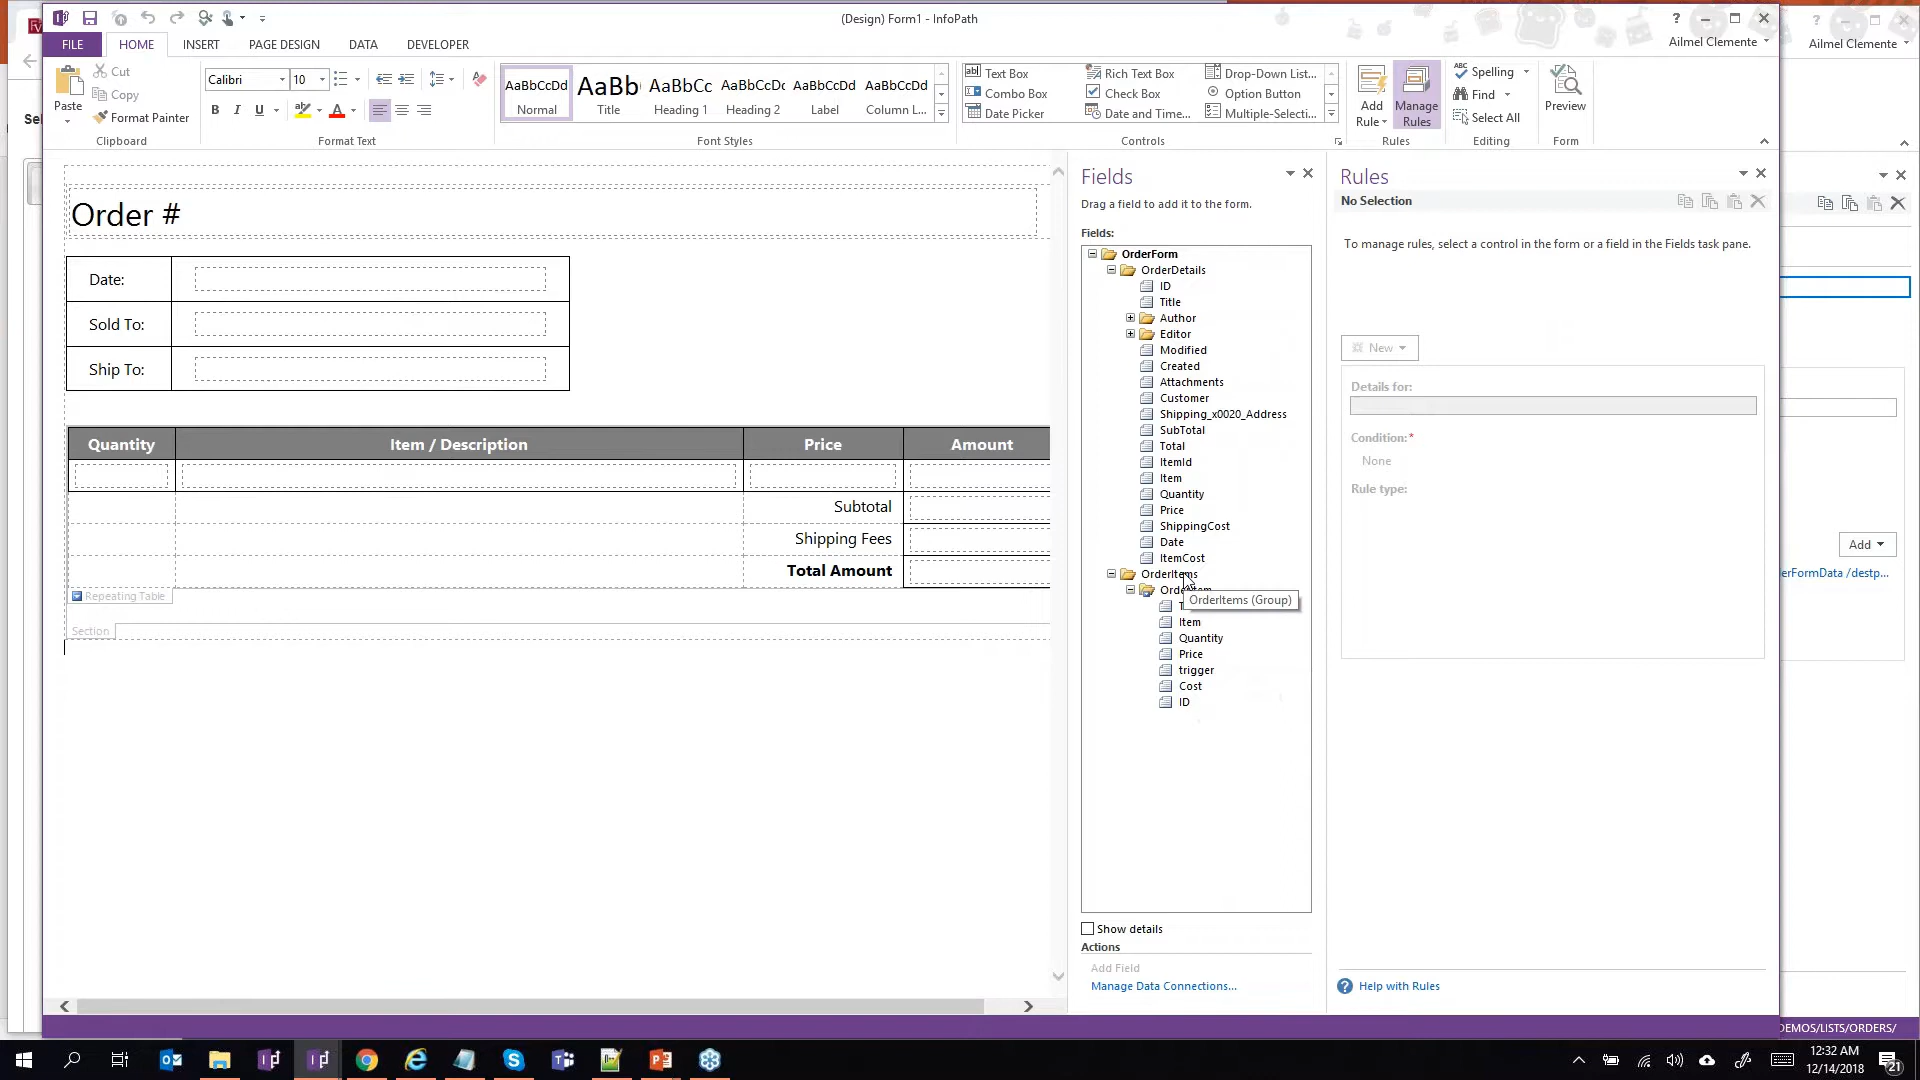 (Design) Form1 - InfoPath
Ailmel Clemente
Ailmel Clemente
FILE
HOME
INSERT
PAGE DESIGN
DATA
DEVELOPER
Paste
Cut
Copy
Format Painter
Clipboard
Calibri
10
Format Text
AaBbCcDd
Normal
AaBb
Title
AaBbCc
Heading 1
AaBbCcDc
Heading 2
AaBbCcDd
Label
AaBbCcDd
Column L...
Font Styles
Text Box
Combo Box
Date Picker
Rich Text Box
Check Box
Date and Time...
Drop-Down List...
Option Button
Multiple-Selecti...
Controls
Add
Rule
Manage
Rules
Rules
Spelling
Find
Select All
Editing
Preview
Form
Sel
Order #
Date:
Sold To:
Ship To:
Quantity
Item / Description
Price
Amount
Subtotal
Shipping Fees
Total Amount
Repeating Table
Section
Fields
Drag a field to add it to the form.
Fields:
OrderForm
OrderDetails
ID
Title
Author
Editor
Modified
Created
Attachments
Customer
Shipping_x0020_Address
SubTotal
Total
ItemId
Item
Quantity
Price
ShippingCost
Date
ItemCost
OrderItems
OrderItems (Group)
Item
Quantity
Price
trigger
Cost
ID
Show details
Actions
Add Field
Manage Data Connections...
Rules
No Selection
To manage rules, select a control in the form or a field in the Fields task pane.
New
Details for:
Condition:*
None
Rule type:
Help with Rules
Add
erFormData /destp...
DEMOS/LISTS/ORDERS/
12:32 AM
12/14/2018
21